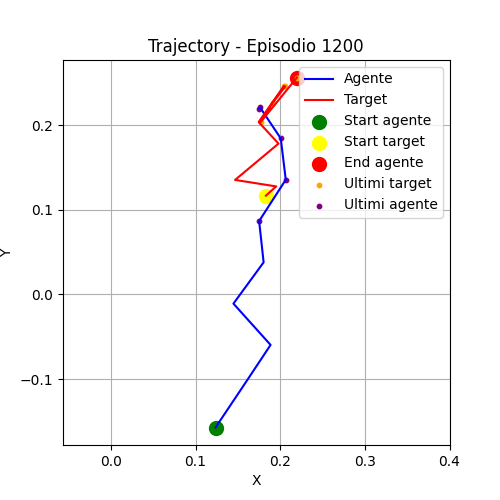 Trajectory - Episodio 1200
Agente
Target
Start agente
Start target
End agente
Ultimi target
Ultimi agente
0.2
0.1
0.0
−0.1
Y
0.0
0.1
0.2
0.3
0.4
X